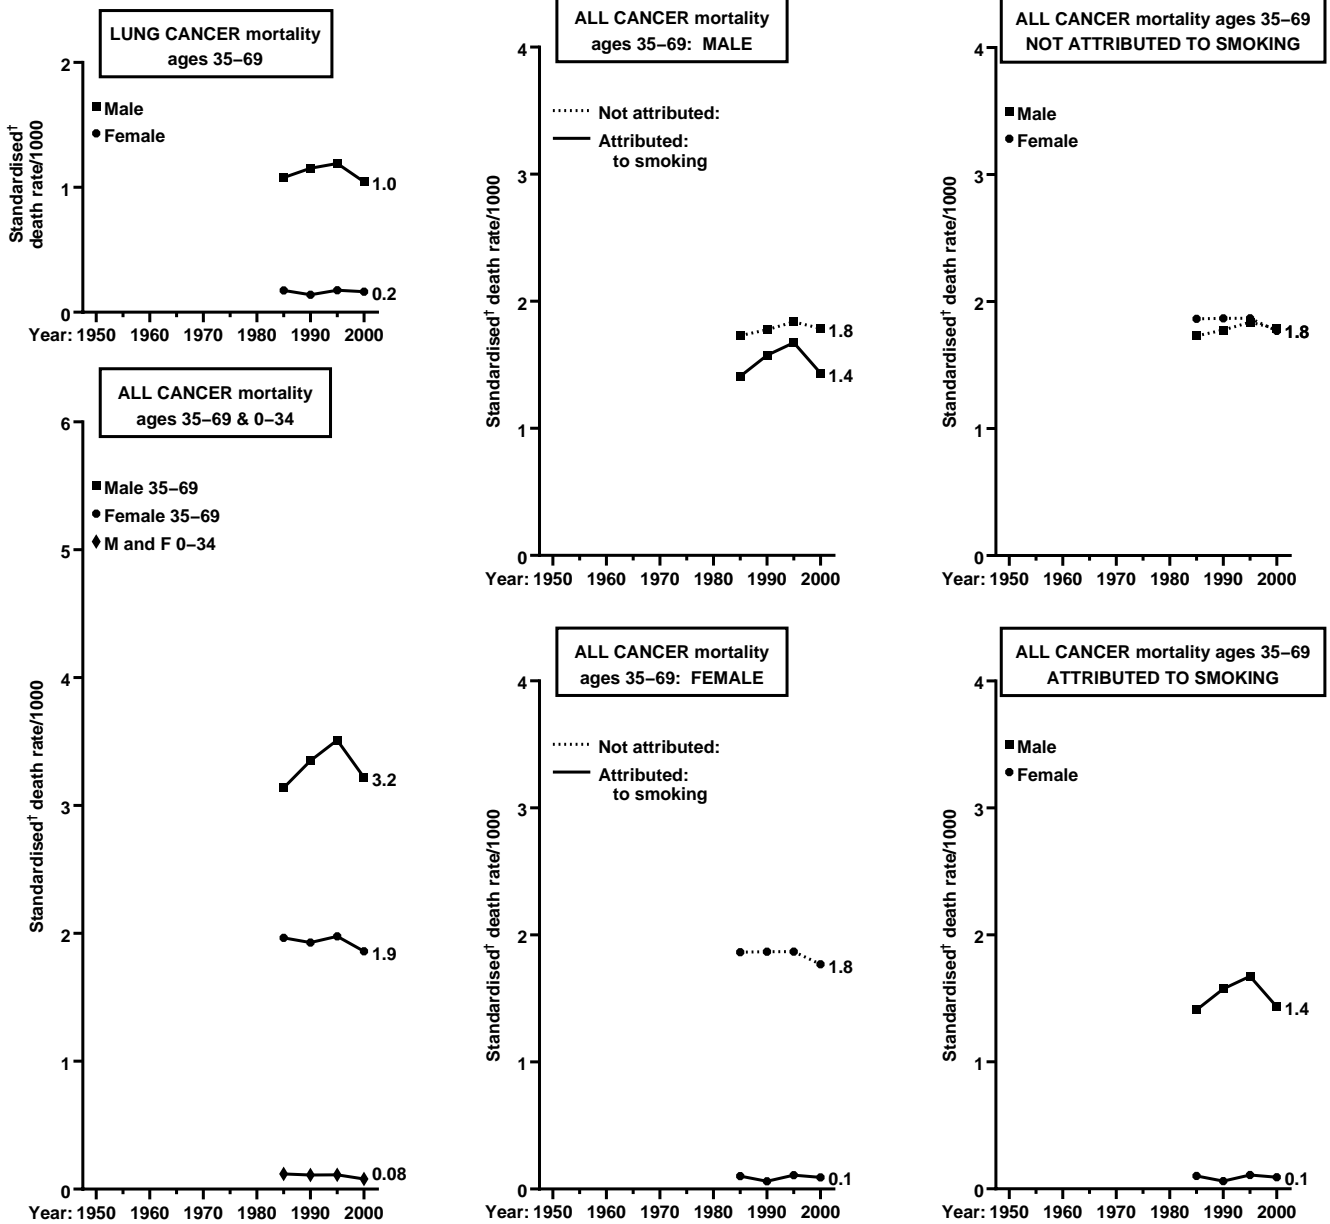 LUNG CANCER mortality
ages 35–69
2
1
0
Standardised†
death rate/1000
Male
Female
1.0
0.2
Year: 1950 1960 1970 1980 1990 2000
ALL CANCER mortality
ages 35–69 & 0–34
6
5
4
3
2
1
0
Standardised† death rate/1000
Male 35–69
Female 35–69
M and F 0–34
3.2
1.9
0.08
Year: 1950 1960 1970 1980 1990 2000
ALL CANCER mortality
ages 35–69: MALE
4
3
2
1
0
Standardised† death rate/1000
Not attributed:
Attributed:
to smoking
1.8
1.4
Year: 1950 1960 1970 1980 1990 2000
ALL CANCER mortality
ages 35–69: FEMALE
4
3
2
1
0
Standardised† death rate/1000
Not attributed:
Attributed:
to smoking
1.8
0.1
Year: 1950 1960 1970 1980 1990 2000
ALL CANCER mortality ages 35–69
NOT ATTRIBUTED TO SMOKING
4
3
2
1
0
Standardised† death rate/1000
Male
Female
1.8
Year: 1950 1960 1970 1980 1990 2000
ALL CANCER mortality ages 35–69
ATTRIBUTED TO SMOKING
4
3
2
1
0
Standardised† death rate/1000
Male
Female
1.4
0.1
Year: 1950 1960 1970 1980 1990 2000